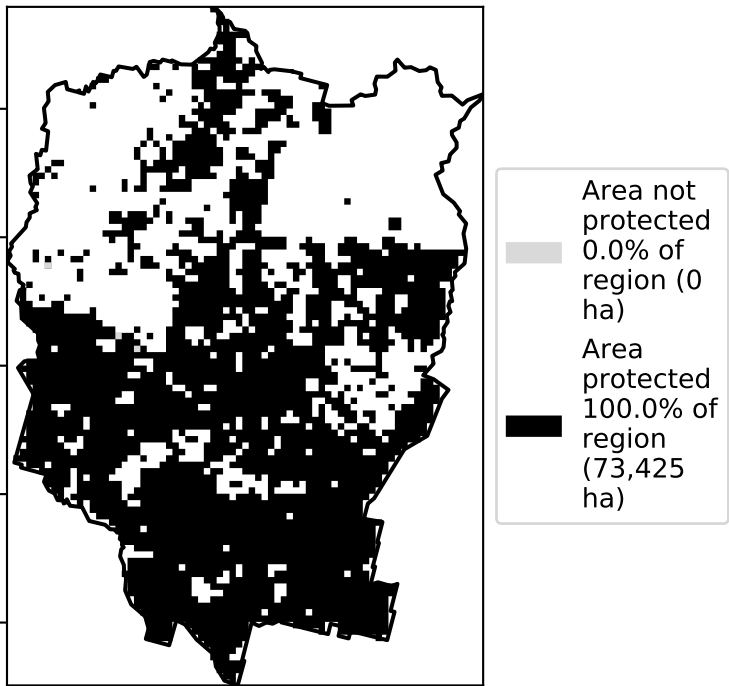 Area not
protected
0.0% of
region (0
ha)
Area
protected
100.0% of
region
(73,425
ha)